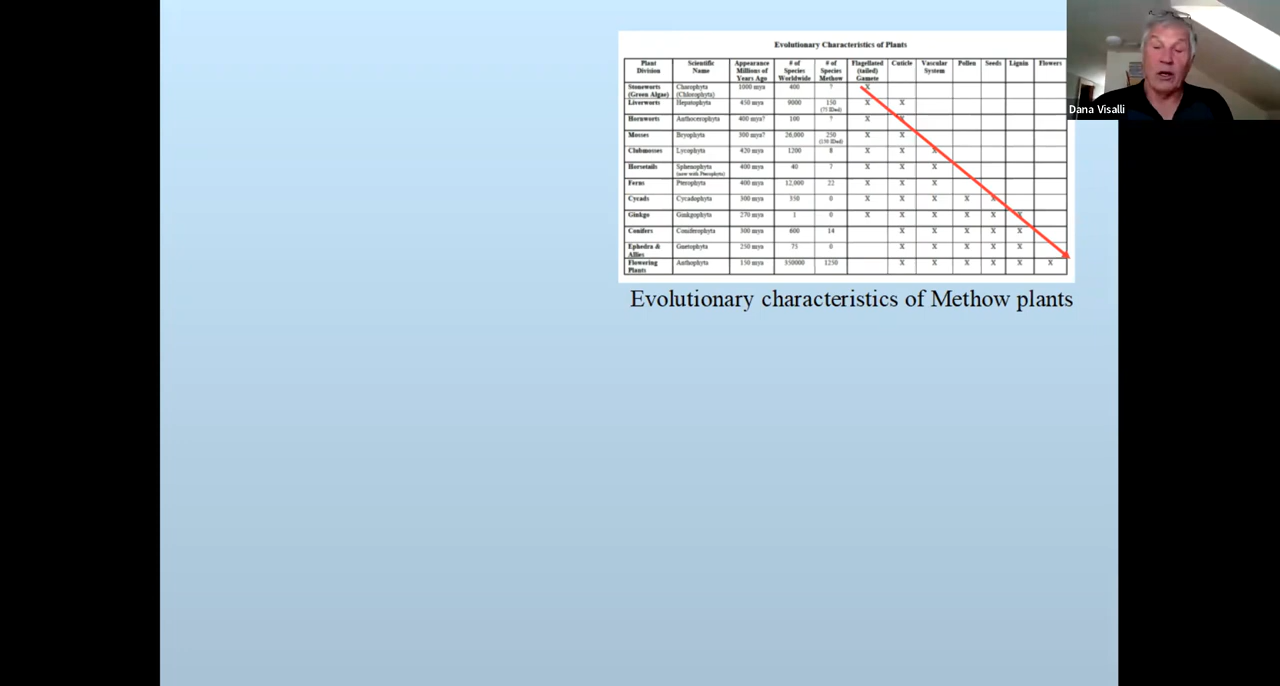 Evolutionary Characteristics of Plants
Plant Division Scientific Name Appearance Millions of Years Ago # of Species Worldwide # of Species Methow Flagellated (tailed) Gamete Cuticle Vascular System Pollen Seeds Lignin Flowers
Stoneworts (Green Algae) Charophyta (Chlorophyta) 1000 mya 400 ? X
Liverworts Hepatophyta 450 mya 9000 150 X X
Hornworts Anthocerophyta 400 mya? 100 ? X X
Mosses Bryophyta 300 mya? 26,000 250 X X
Clubmosses Lycophyta 420 mya 1200 8 X X X
Horsetails Sphenophyta (now with Pterophyta) 400 mya 40 7 X X X
Ferns Pterophyta 400 mya 12,000 22 X X X
Cycads Cycadophyta 300 mya 350 0 X X X X X
Ginkgo Ginkgophyta 270 mya 1 0 X X X X X X
Conifers Coniferophyta 300 mya 600 14 X X X X X
Ephedra & Allies Gnetophyta 250 mya 75 0 X X X X X
Flowering Plants Anthophyta 150 mya 350000 1250 X X X X X X
Evolutionary characteristics of Methow plants
Dana Visalli